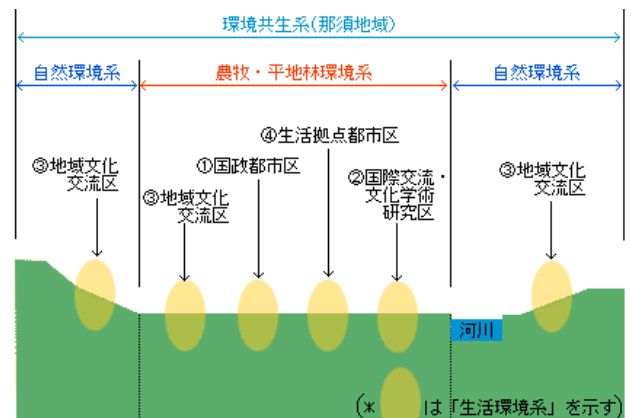 環境共生系(那須地域)
自然環境系
農牧・平地林環境系
自然環境系
④生活拠点都市区
③地域文化
交流区
①国政都市区
③地域文化
交流区
②国際交流・
文化学術
研究区
③地域文化
交流区
河川
(* は「生活環境系」を示す)